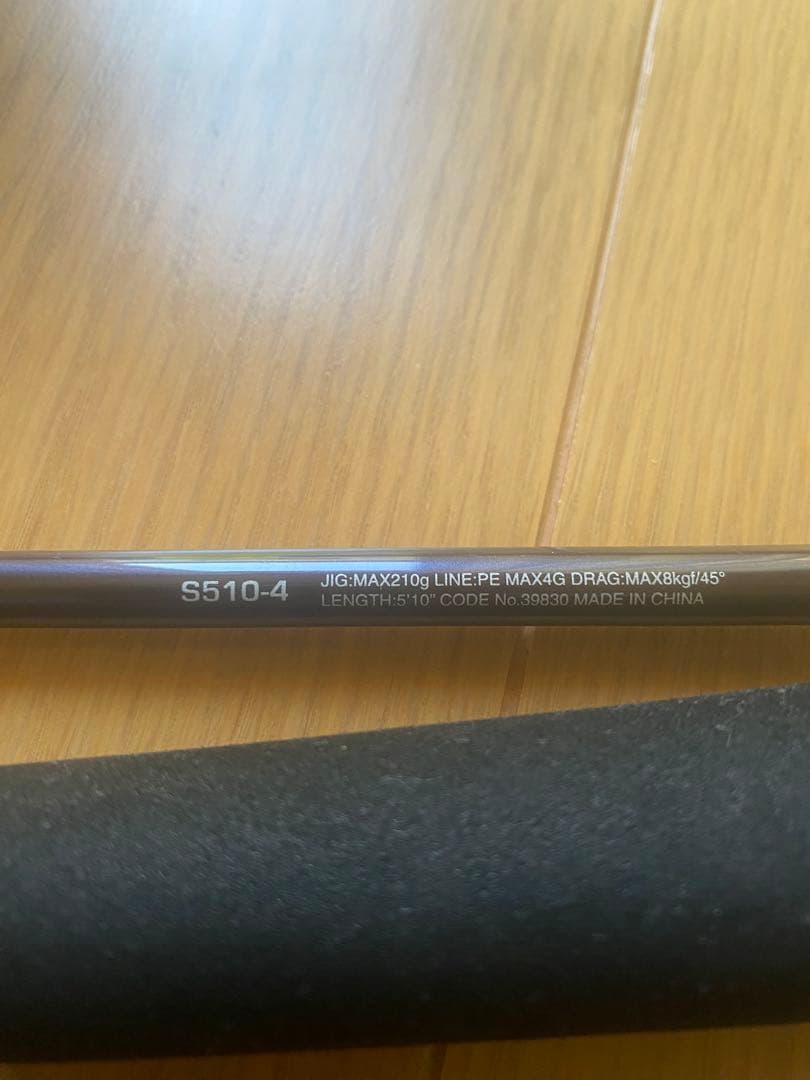 S510-4
JIG:MAX210g LINE:PE MAX4G DRAG:MAX8kgf/45°
LENGTH:5'10" CODE No.39830 MADE IN CHINA